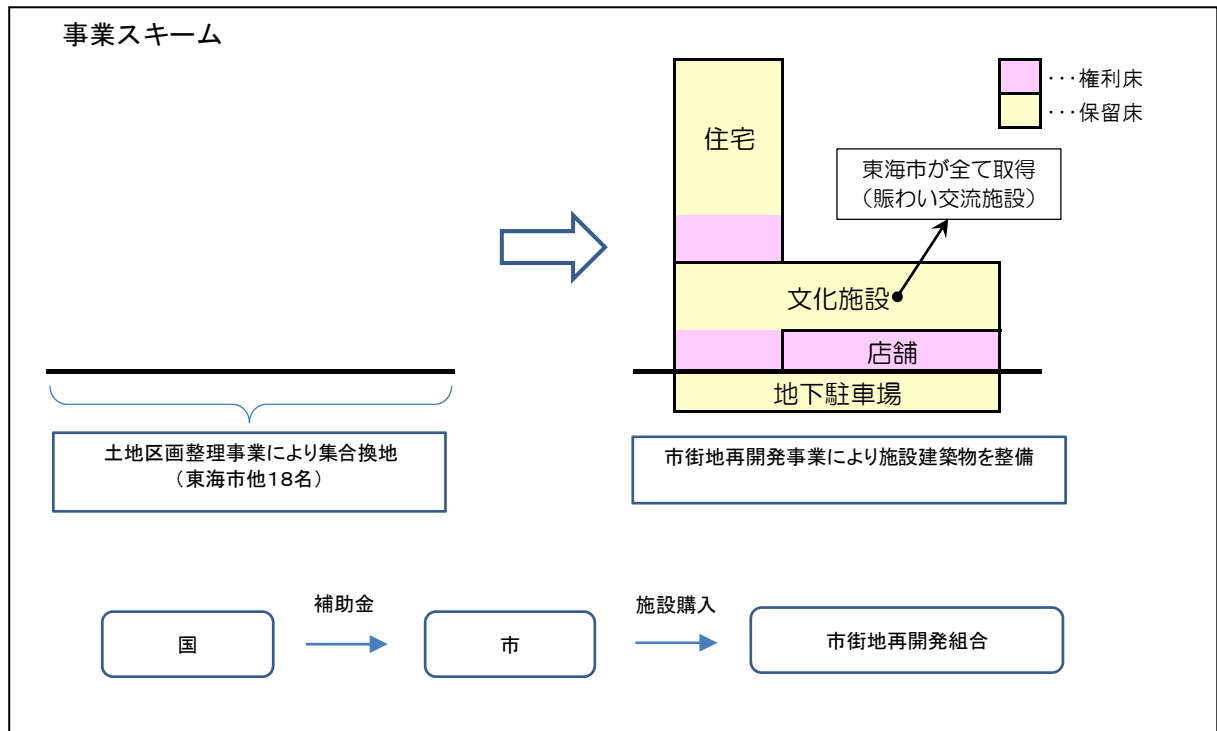 事業スキーム
・・・権利床
・・・保留床
住宅
東海市が全て取得
（賑わい交流施設）
文化施設
店舗
地下駐車場
土地区画整理事業により集合換地
（東海市他１８名）
市街地再開発事業により施設建築物を整備
補助金
施設購入
国
市
市街地再開発組合